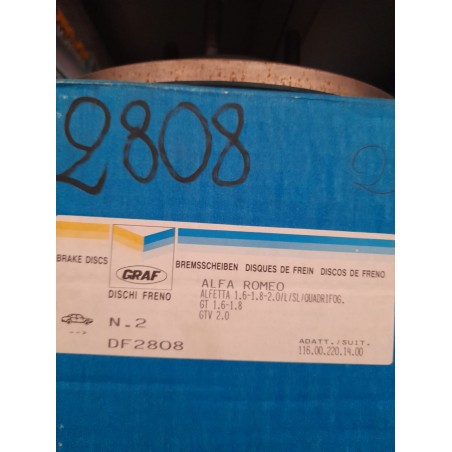 2808
2
BRAKE DISCS
GRAF
BREMSSCHEIBEN DISQUES DE FREIN DISCOS DE FRENO
DISCHI FRENO
ALFA ROMEO
ALFETTA 1.6-1.8-2.0/L/SL/QUADRIFOG.
GT 1.6-1.8
GTV 2.0
N.2
DF2808
ADATT./SUIT.
116.00.220.14.00